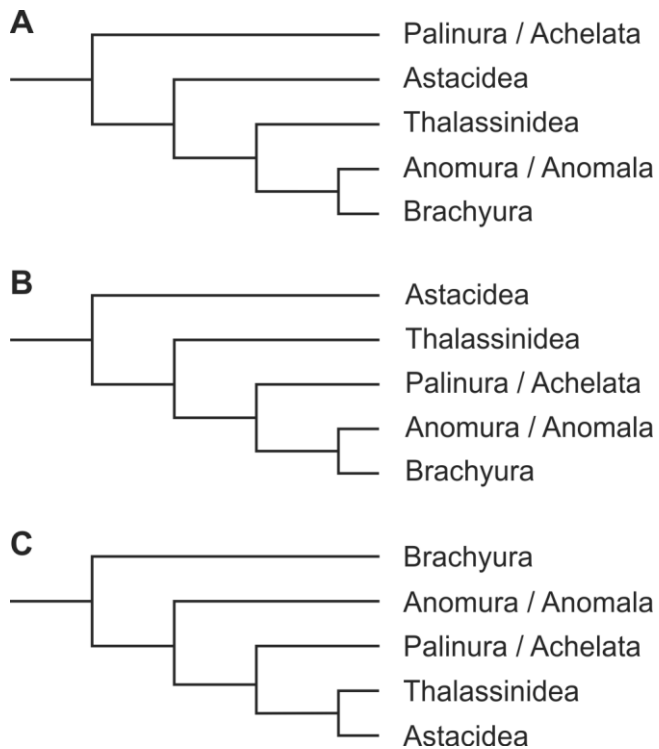 A
Palinura / Achelata
Astacidea
Thalassinidea
Anomura / Anomala
Brachyura
B
Astacidea
Thalassinidea
Palinura / Achelata
Anomura / Anomala
Brachyura
C
Brachyura
Anomura / Anomala
Palinura / Achelata
Thalassinidea
Astacidea